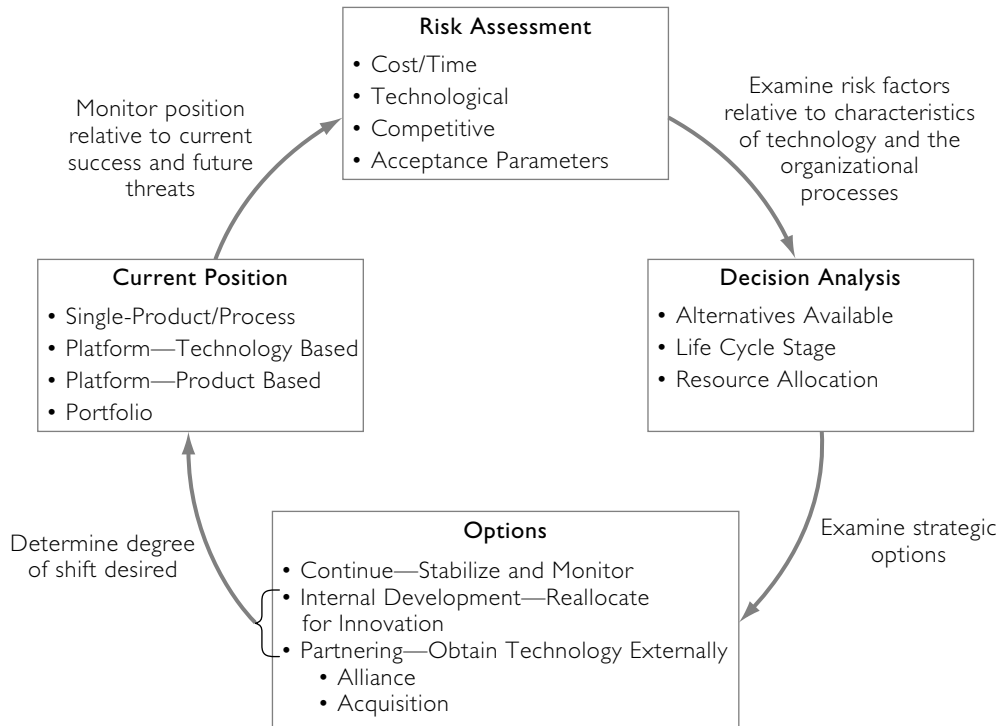 Risk Assessment
• Cost/Time
• Technological
• Competitive
• Acceptance Parameters
Monitor position
relative to current
success and future
threats
Examine risk factors
relative to characteristics
of technology and the
organizational
processes
Current Position
• Single-Product/Process
• Platform—Technology Based
• Platform—Product Based
• Portfolio
Decision Analysis
• Alternatives Available
• Life Cycle Stage
• Resource Allocation
Determine degree
of shift desired
Options
• Continue—Stabilize and Monitor
• Internal Development—Reallocate
for Innovation
• Partnering—Obtain Technology Externally
• Alliance
• Acquisition
Examine strategic
options